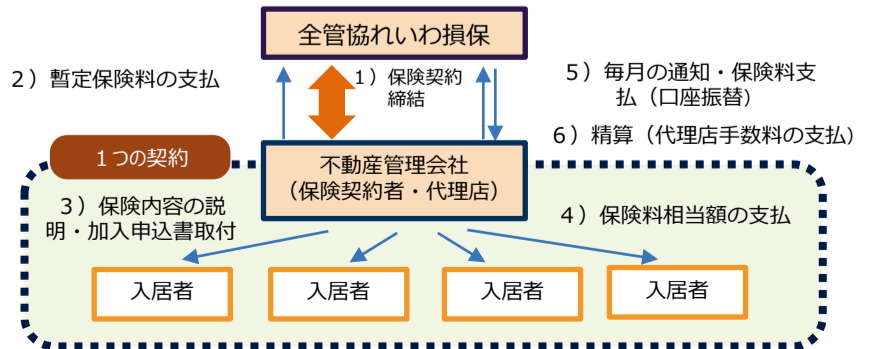 全管協れいわ損保
2）暫定保険料の支払
1）保険契約
締結
5）毎月の通知・保険料支
払（口座振替）
6）精算（代理店手数料の支払）
1つの契約
不動産管理会社
（保険契約者・代理店）
3）保険内容の説
明・加入申込書取付
4）保険料相当額の支払
入居者
入居者
入居者
入居者